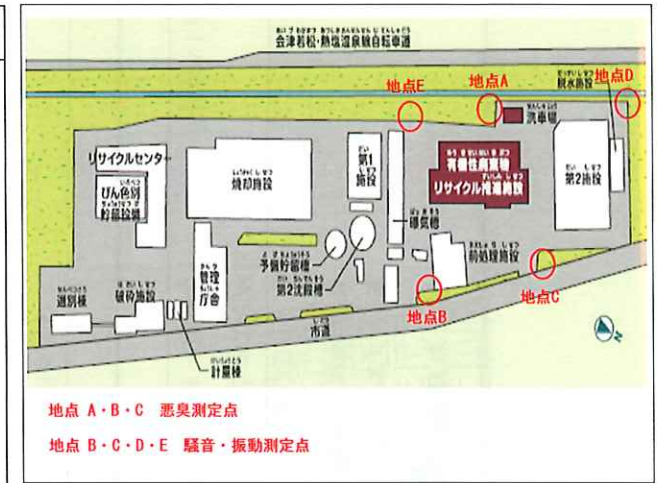 会津若松・熱塩温泉線自転車道
地点E
地点A
地点D
脱水施設
洗車場
リサイクルセンター
びん色別
貯留設備
焼却施設
第1
施設
曝気槽
有機性廃棄物
リサイクル推進施設
第2施設
予備貯留槽
第2沈殿槽
管理
庁舎
前処理施設
地点C
地点B
選別棟
破砕施設
計量棟
市道
N
地点 A・B・C 悪臭測定点
地点 B・C・D・E 騒音・振動測定点